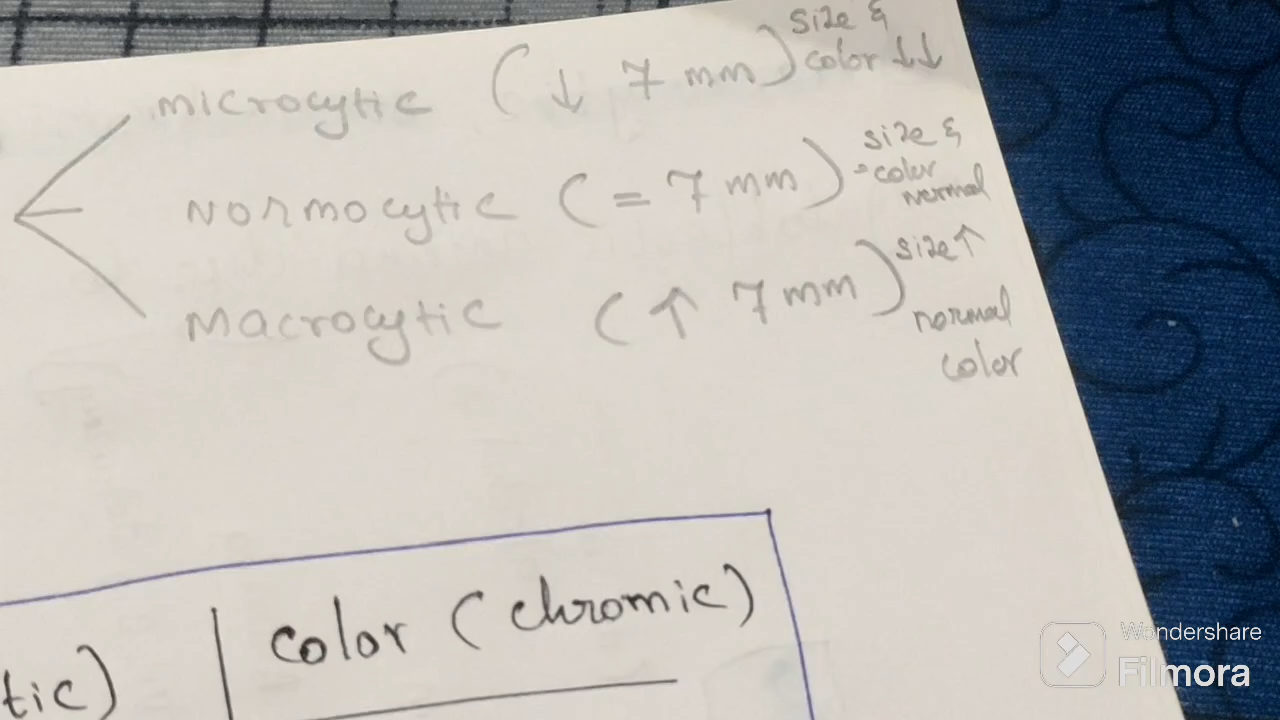 microcytic (↓ 7 mm) size &
color ↓↓
normocytic (= 7 mm) size &
color
normal
macrocytic (↑ 7 mm) size ↑
normal
color
tic) | color (chromic)
Wondershare
Filmora